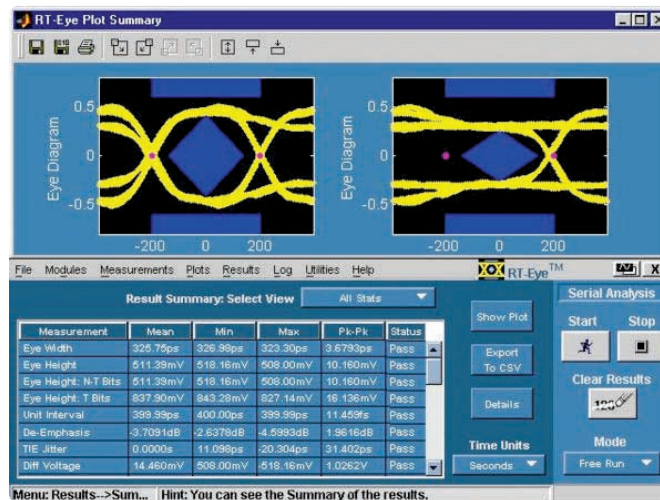 RT-Eye Plot Summary
Eye Diagram
0.5
0
-0.5
-200
0
200
Eye Diagram
0.5
0
-0.5
-200
0
200
File Modules Measurements Plots Results Log Utilities Help
RT-Eye™
X
Result Summary: Select View
All Stats
Measurement Mean Min Max Pk-Pk Status
Eye Width 325.75ps 326.98ps 323.30ps 3.6793ps Pass
Eye Height 511.39mV 518.16mV 508.00mV 10.160mV Pass
Eye Height: N-T Bits 511.39mV 518.16mV 508.00mV 10.160mV Pass
Eye Height: T Bits 837.90mV 843.28mV 827.14mV 16.136mV Pass
Unit Interval 399.99ps 400.00ps 399.99ps 11.459fs Pass
De-Emphasis -3.7091dB -2.6378dB -4.5993dB 1.9616dB Pass
TIE Jitter 0.0000s 11.098ps -20.304ps 31.402ps Pass
Diff Voltage 14.460mV 508.00mV -518.16mV 1.0262V Pass
Show Plot
Export
To CSV
Details
Time Units
Seconds
Serial Analysis
Start Stop
Clear Results
Mode
Free Run
Menu: Results-->Sum... Hint: You can see the Summary of the results.